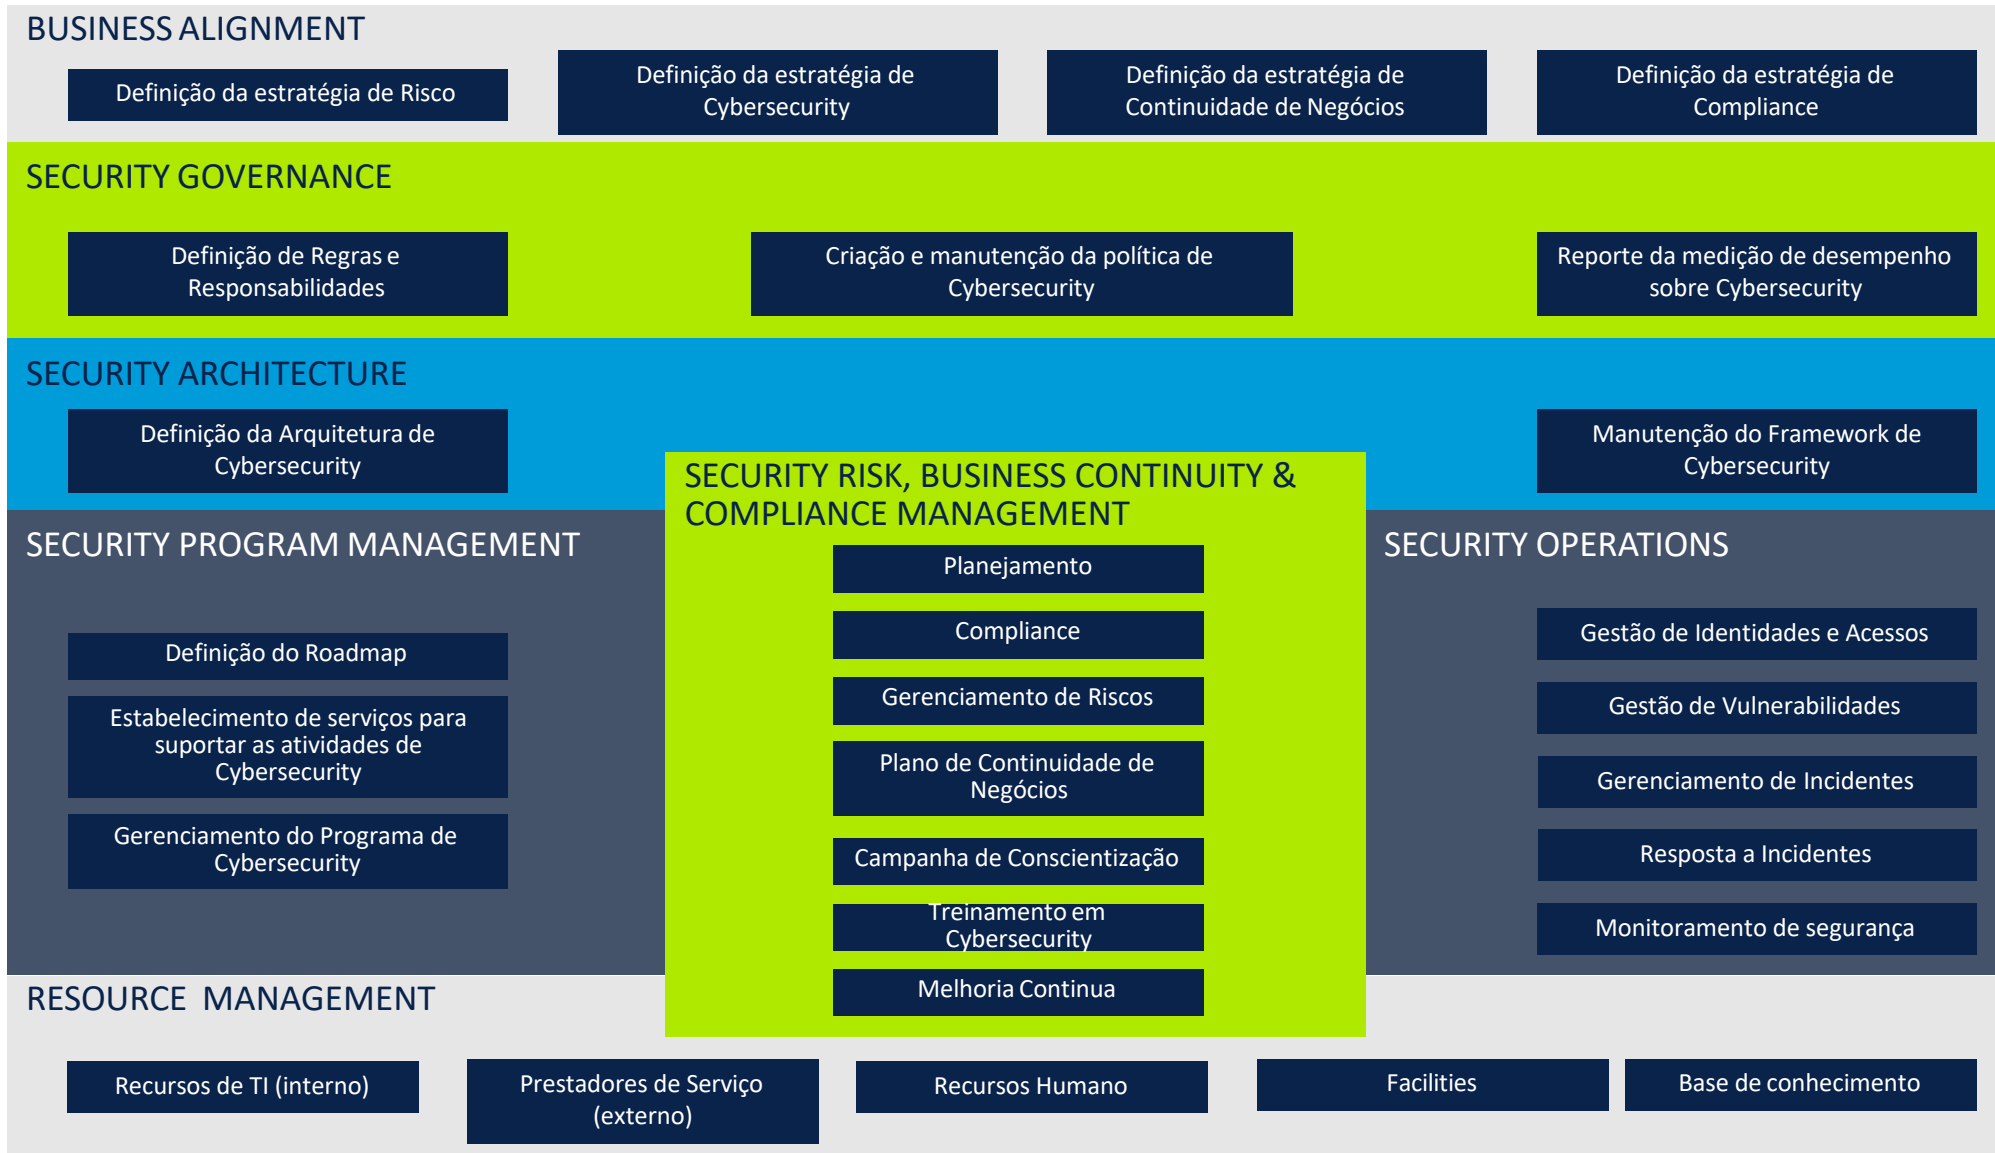 BUSINESS ALIGNMENT
Definição da estratégia de Risco
Definição da estratégia de
Cybersecurity
Definição da estratégia de
Continuidade de Negócios
Definição da estratégia de
Compliance
SECURITY GOVERNANCE
Definição de Regras e
Responsabilidades
Criação e manutenção da política de
Cybersecurity
Reporte da medição de desempenho
sobre Cybersecurity
SECURITY ARCHITECTURE
Definição da Arquitetura de
Cybersecurity
Manutenção do Framework de
Cybersecurity
SECURITY PROGRAM MANAGEMENT
Definição do Roadmap
Estabelecimento de serviços para
suportar as atividades de
Cybersecurity
Gerenciamento do Programa de
Cybersecurity
SECURITY RISK, BUSINESS CONTINUITY &
COMPLIANCE MANAGEMENT
Planejamento
Compliance
Gerenciamento de Riscos
Plano de Continuidade de
Negócios
Campanha de Conscientização
Treinamento em
Cybersecurity
Melhoria Continua
SECURITY OPERATIONS
Gestão de Identidades e Acessos
Gestão de Vulnerabilidades
Gerenciamento de Incidentes
Resposta a Incidentes
Monitoramento de segurança
RESOURCE MANAGEMENT
Recursos de TI (interno)
Prestadores de Serviço
(externo)
Recursos Humano
Facilities
Base de conhecimento